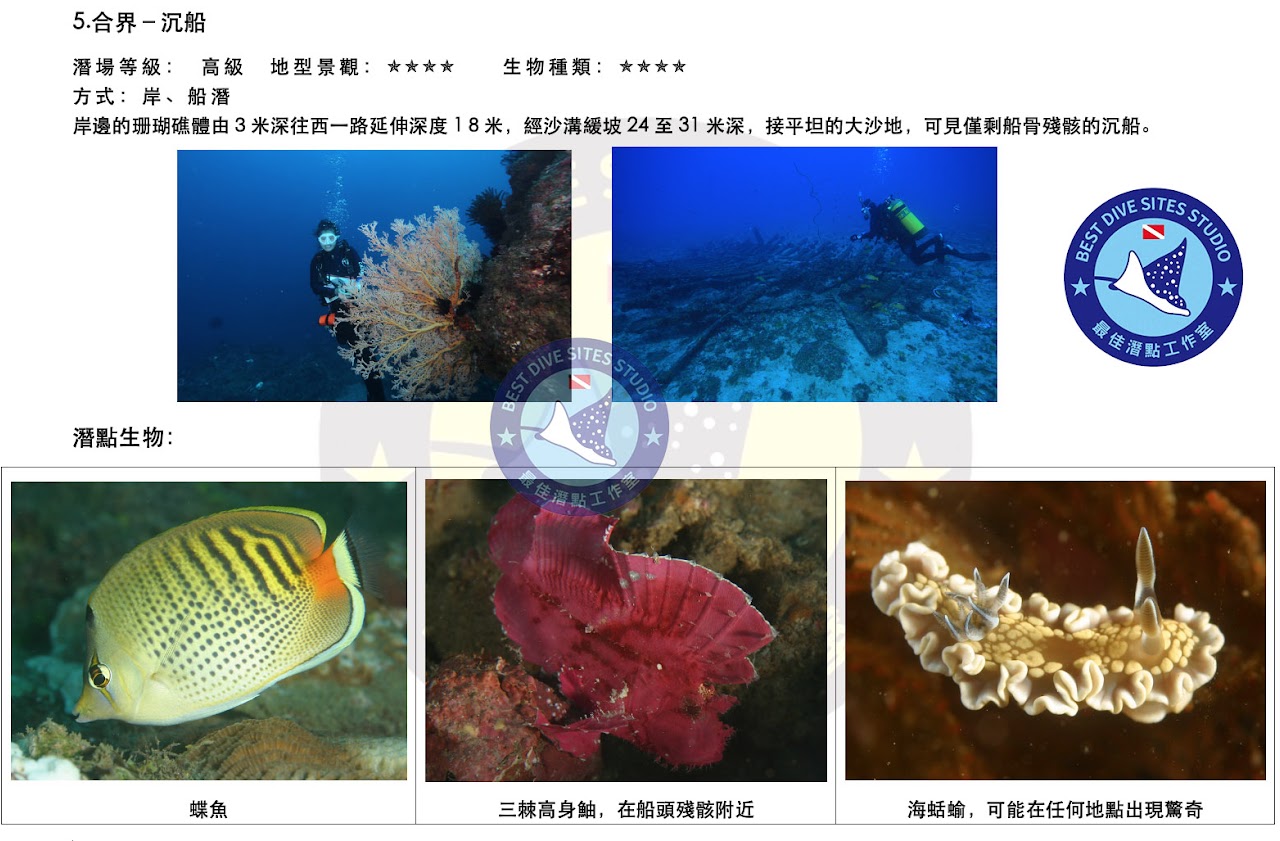 5.合界－沉船
潛場等級： 高級 地型景觀：★★★★ 生物種類：★★★★
方式：岸、船潛
岸邊的珊瑚礁體由 3 米深往西一路延伸深度 18 米，經沙溝緩坡 24 至 31 米深，接平坦的大沙地，可見僅剩船骨殘骸的沉船。
BEST DIVE SITES STUDIO
最佳潛點工作室
BEST DIVE SITES STUDIO
最佳潛點工作室
潛點生物：
蝶魚
三棘高身鮋，在船頭殘骸附近
海蛞蝓，可能在任何地點出現驚奇